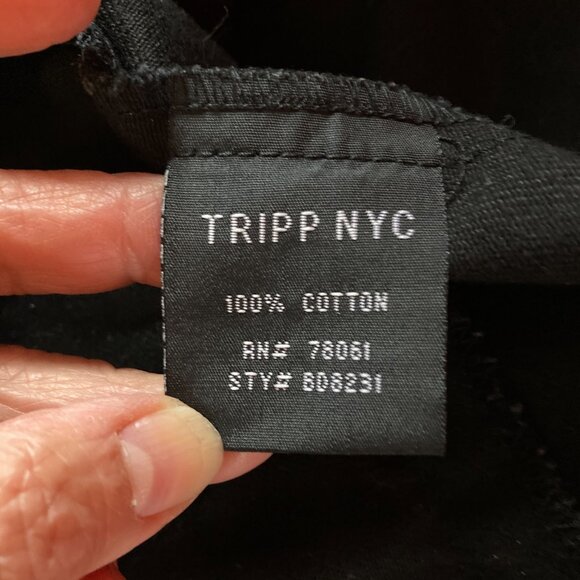 TRIPP NYC
100% COTTON
RN# 78061
STY# BD8231